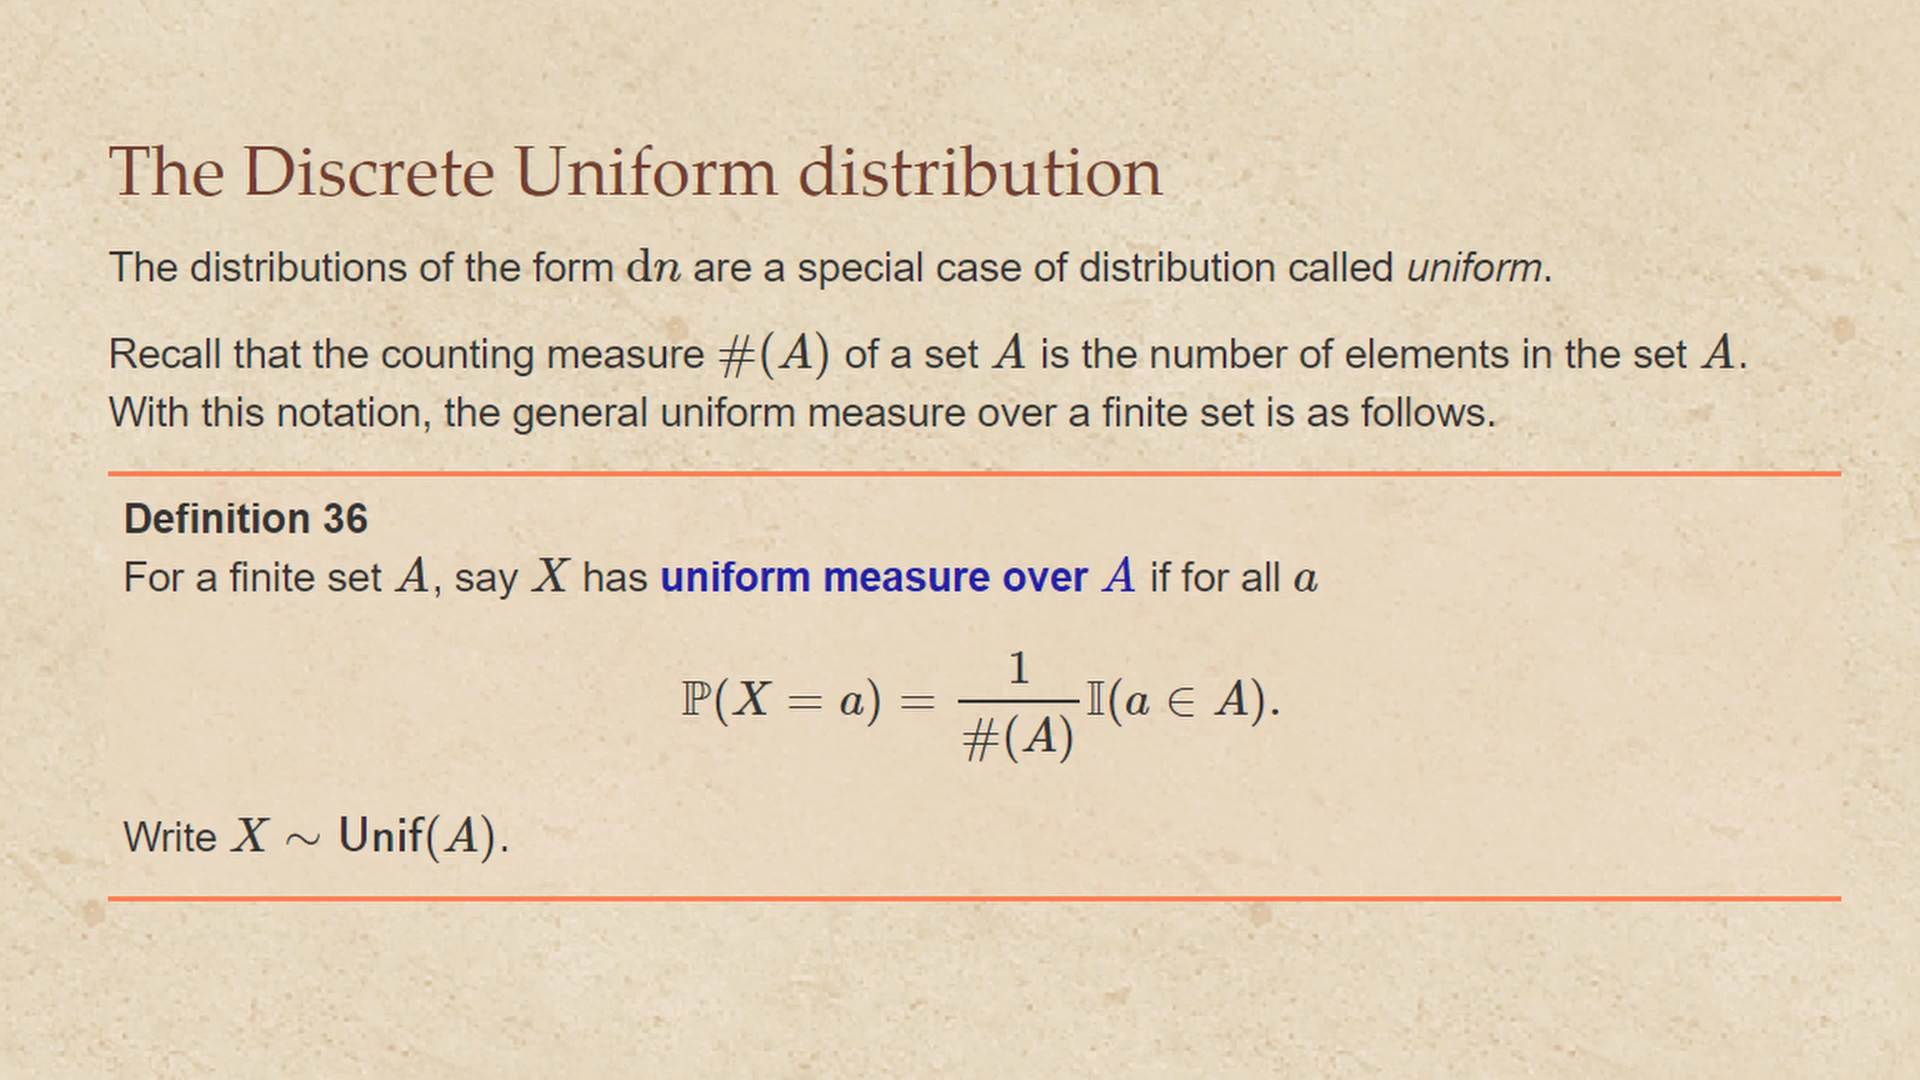 The Discrete Uniform distribution
The distributions of the form dn are a special case of distribution called uniform.
Recall that the counting measure #(A) of a set A is the number of elements in the set A.
With this notation, the general uniform measure over a finite set is as follows.
Definition 36
For a finite set A, say X has uniform measure over A if for all a
ℙ(X = a) = 1/#(A) 𝕀(a ∈ A).
Write X ∼ Unif(A).